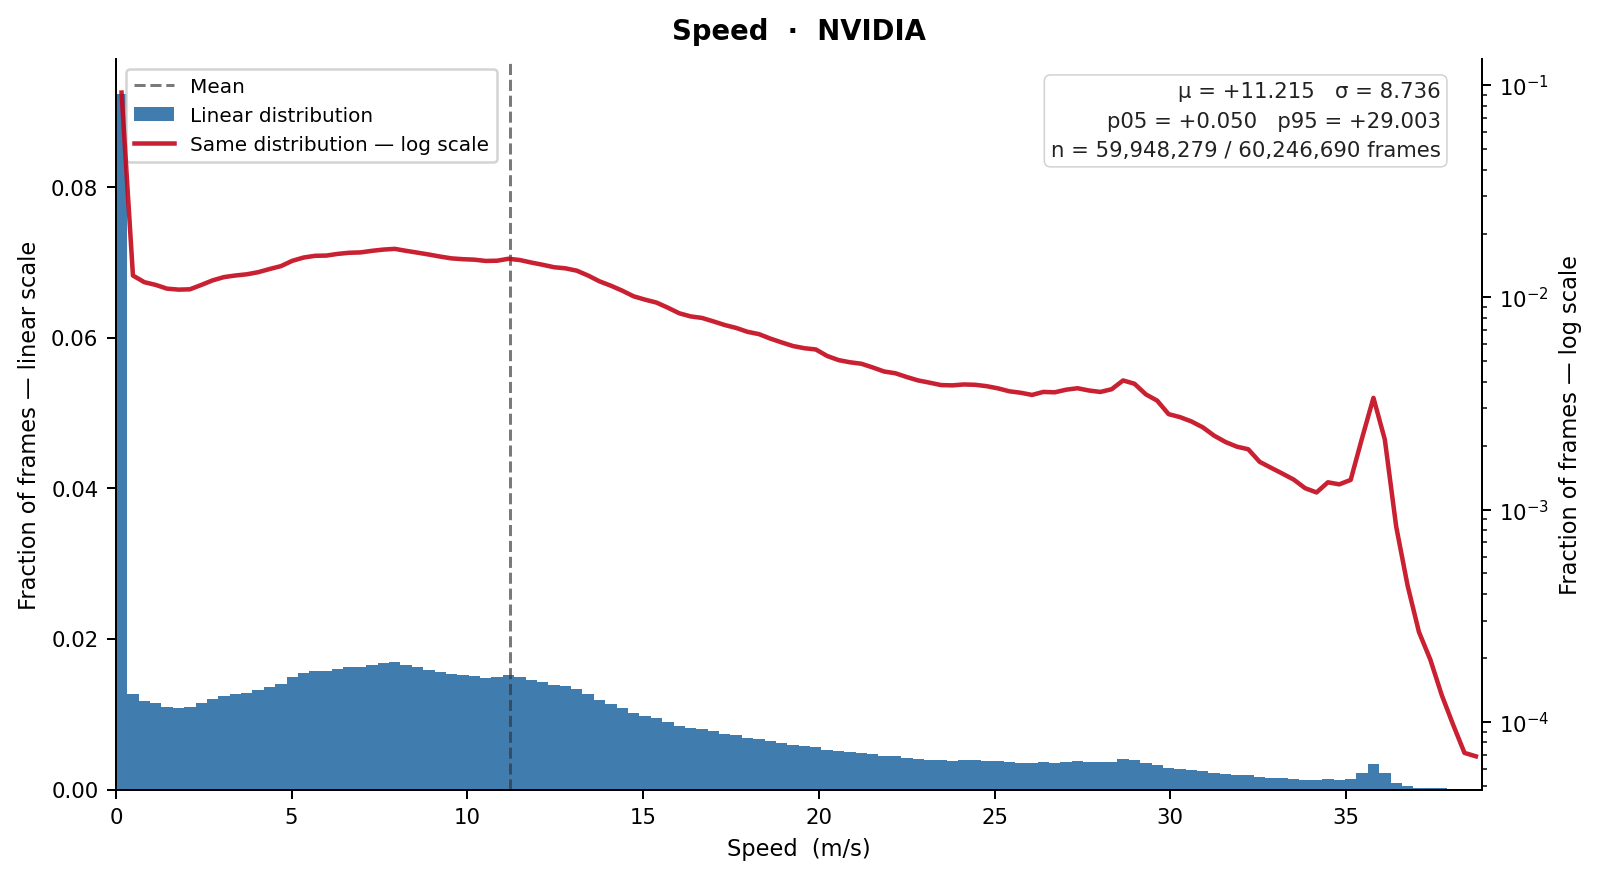 Speed · NVIDIA
Mean
Linear distribution
Same distribution — log scale
μ = +11.215 σ = 8.736
p05 = +0.050 p95 = +29.003
n = 59,948,279 / 60,246,690 frames
Fraction of frames — linear scale
0.08
0.06
0.04
0.02
0.00
10⁻¹
10⁻²
10⁻³
10⁻⁴
Fraction of frames — log scale
0 5 10 15 20 25 30 35
Speed (m/s)